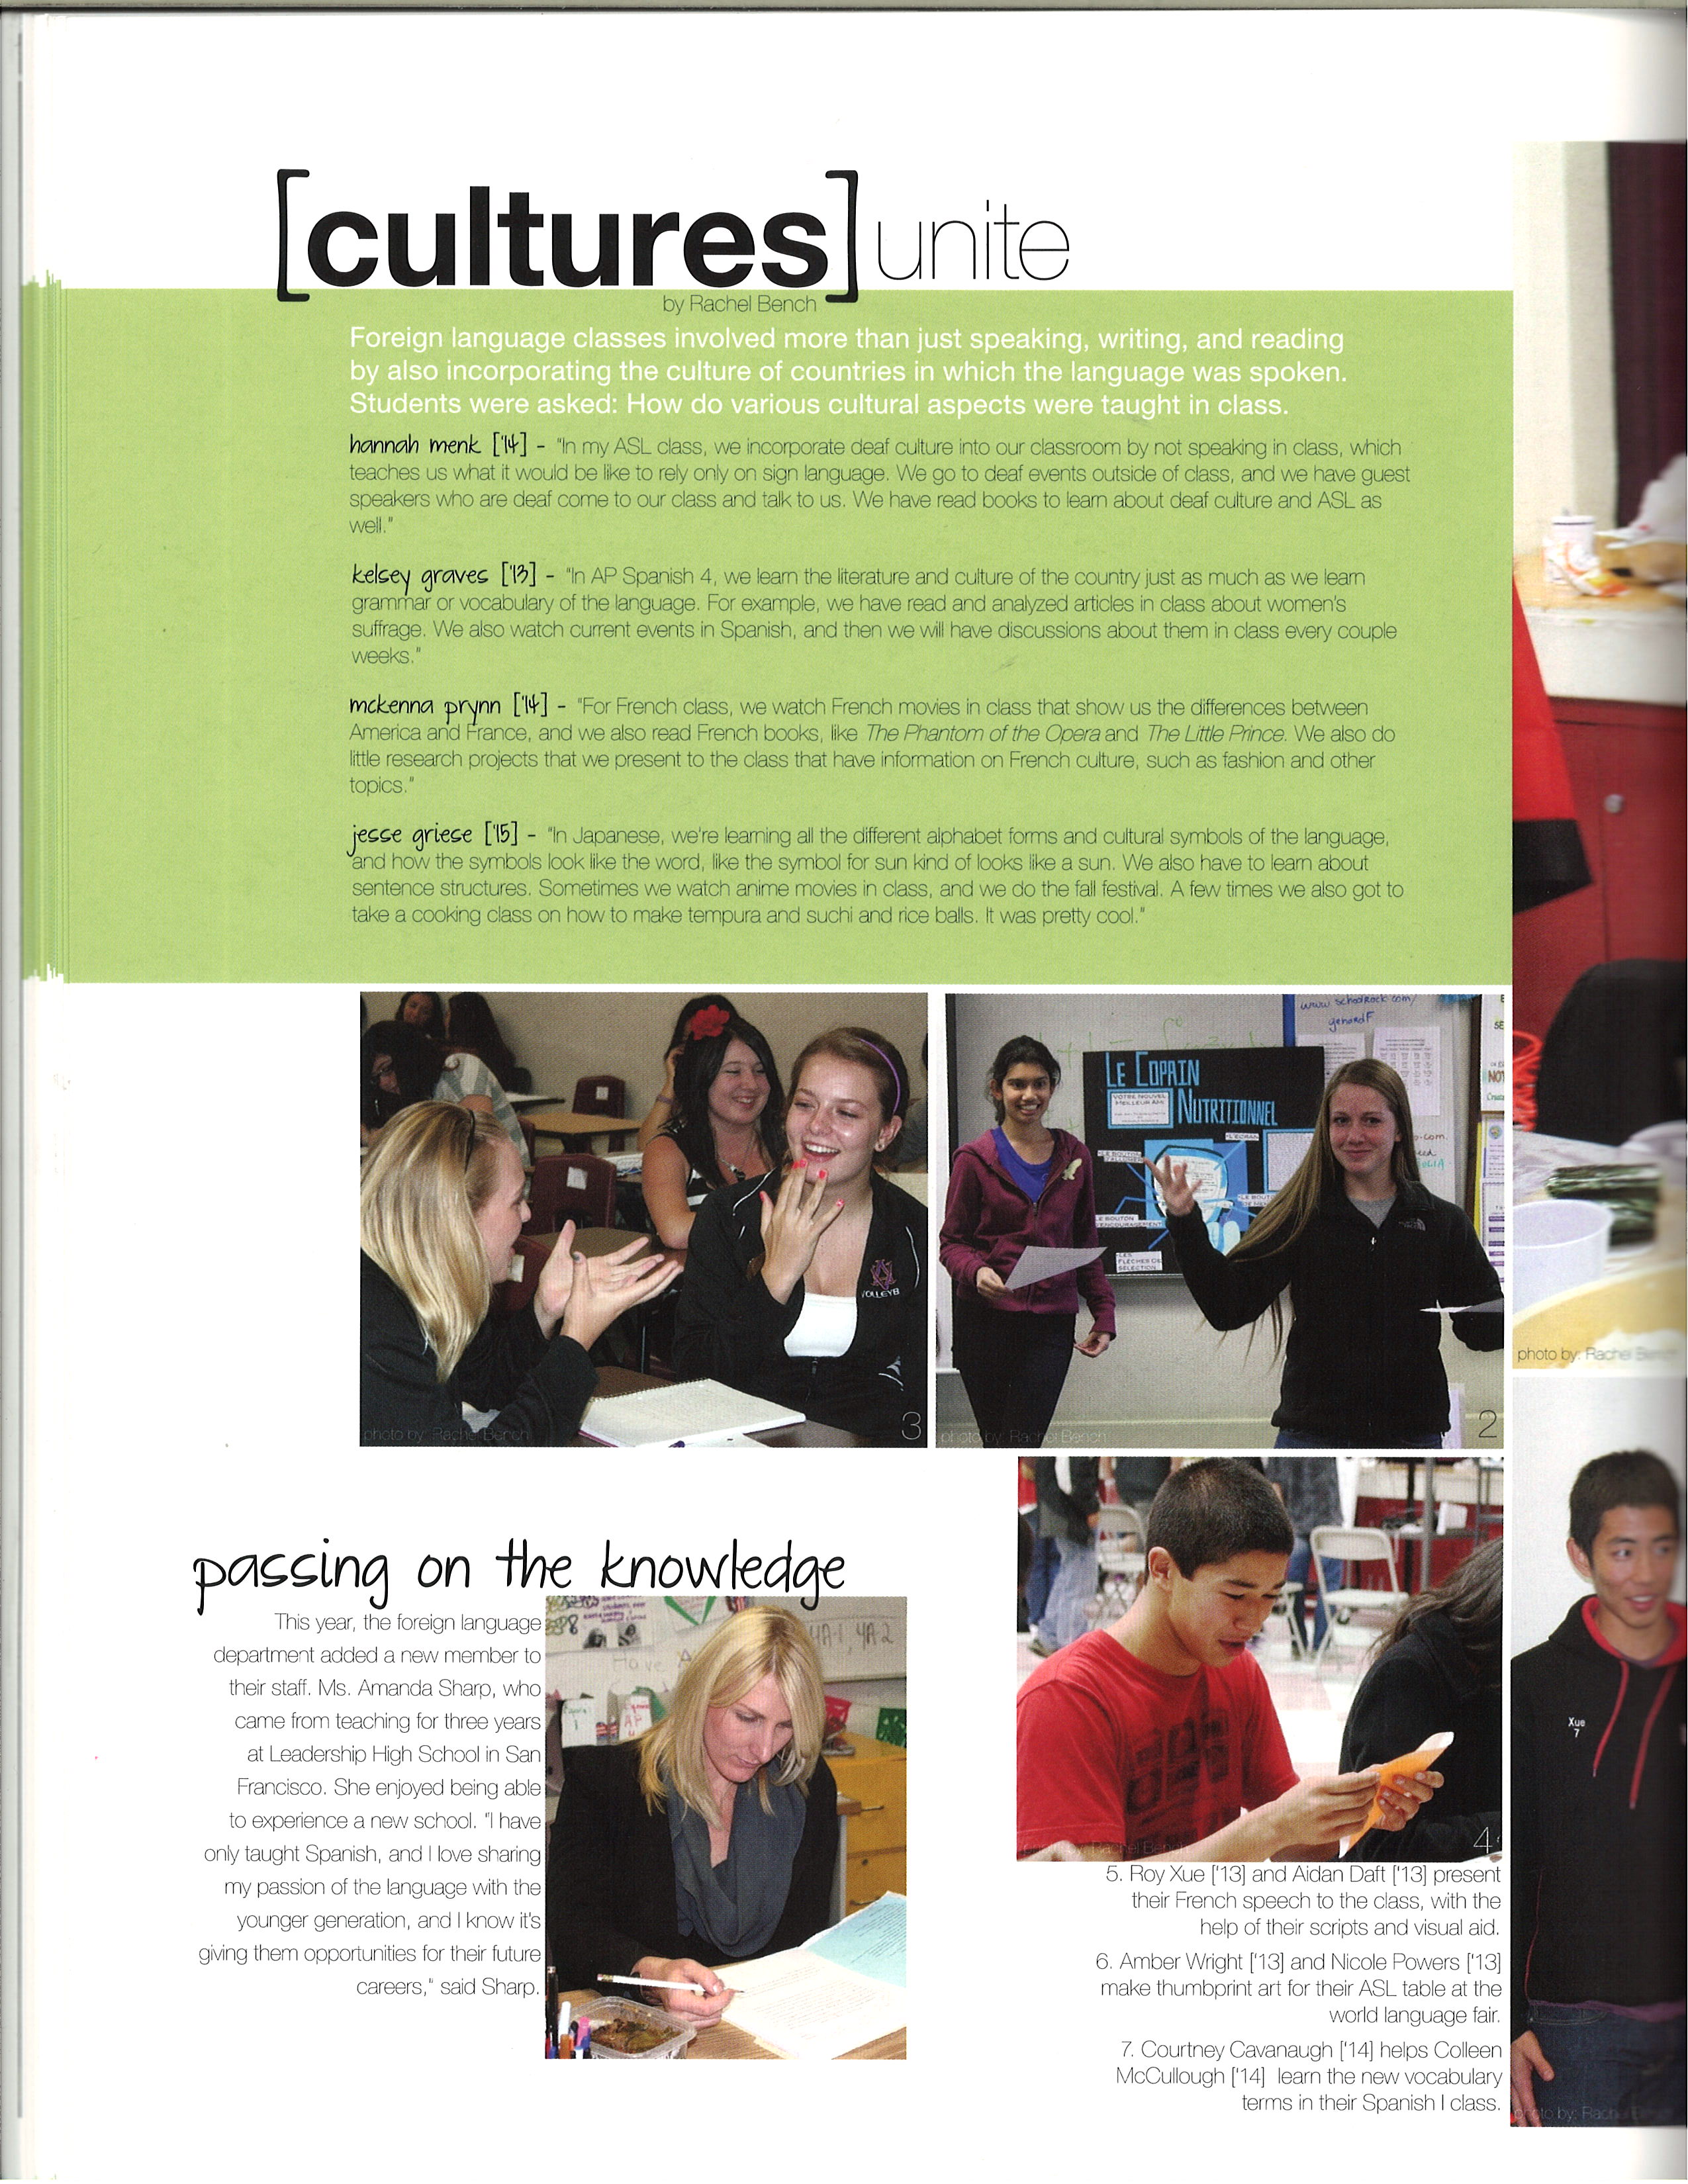 [cultures] unite
by Rachel Bench
Foreign language classes involved more than just speaking, writing, and reading
by also incorporating the culture of countries in which the language was spoken.
Students were asked: How do various cultural aspects were taught in class.
hannah menk ['14] - "In my ASL class, we incorporate deaf culture into our classroom by not speaking in class, which
teaches us what it would be like to rely only on sign language. We go to deaf events outside of class, and we have guest
speakers who are deaf come to our class and talk to us. We have read books to learn about deaf culture and ASL as
well."
kelsey graves ['13] - "In AP Spanish 4, we learn the literature and culture of the country just as much as we learn
grammar or vocabulary of the language. For example, we have read and analyzed articles in class about women's
suffrage. We also watch current events in Spanish, and then we will have discussions about them in class every couple
weeks."
mckenna prynn ['14] - "For French class, we watch French movies in class that show us the differences between
America and France, and we also read French books, like The Phantom of the Opera and The Little Prince. We also do
little research projects that we present to the class that have information on French culture, such as fashion and other
topics."
jesse griese ['15] - "In Japanese, we're learning all the different alphabet forms and cultural symbols of the language,
and how the symbols look like the word, like the symbol for sun kind of looks like a sun. We also have to learn about
sentence structures. Sometimes we watch anime movies in class, and we do the fall festival. A few times we also got to
take a cooking class on how to make tempura and suchi and rice balls. It was pretty cool."
VOLLEYB
photo by: Rachel Bench
3
www.schoolrock.com/
genardF
LE COPAIN
NUTRITIONNEL
VOTRE NOUVEL
MEILLEUR AMI
LES
FLECHES DE
SELECTION
photo by: Rachel Bench
2
photo by: Rachel Bench
passing on the knowledge
This year, the foreign language
department added a new member to
their staff. Ms. Amanda Sharp, who
came from teaching for three years
at Leadership High School in San
Francisco. She enjoyed being able
to experience a new school. "I have
only taught Spanish, and I love sharing
my passion of the language with the
younger generation, and I know it's
giving them opportunities for their future
careers," said Sharp.
Rachel Bench
4
5. Roy Xue ['13] and Aidan Daft ['13] present
their French speech to the class, with the
help of their scripts and visual aid.
6. Amber Wright ['13] and Nicole Powers ['13]
make thumbprint art for their ASL table at the
world language fair.
7. Courtney Cavanaugh ['14] helps Colleen
McCullough ['14] learn the new vocabulary
terms in their Spanish I class.
Xue
7
photo by: Rachel